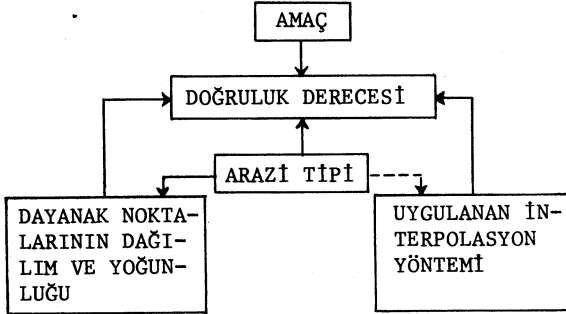 AMAÇ
DOĞRULUK DERECESİ
ARAZİ TİPİ
DAYANAK NOKTA-
LARININ DAĞI-
LIM VE YOĞUN-
LUĞU
UYGULANAN İN-
TERPOLASYON
YÖNTEMİ